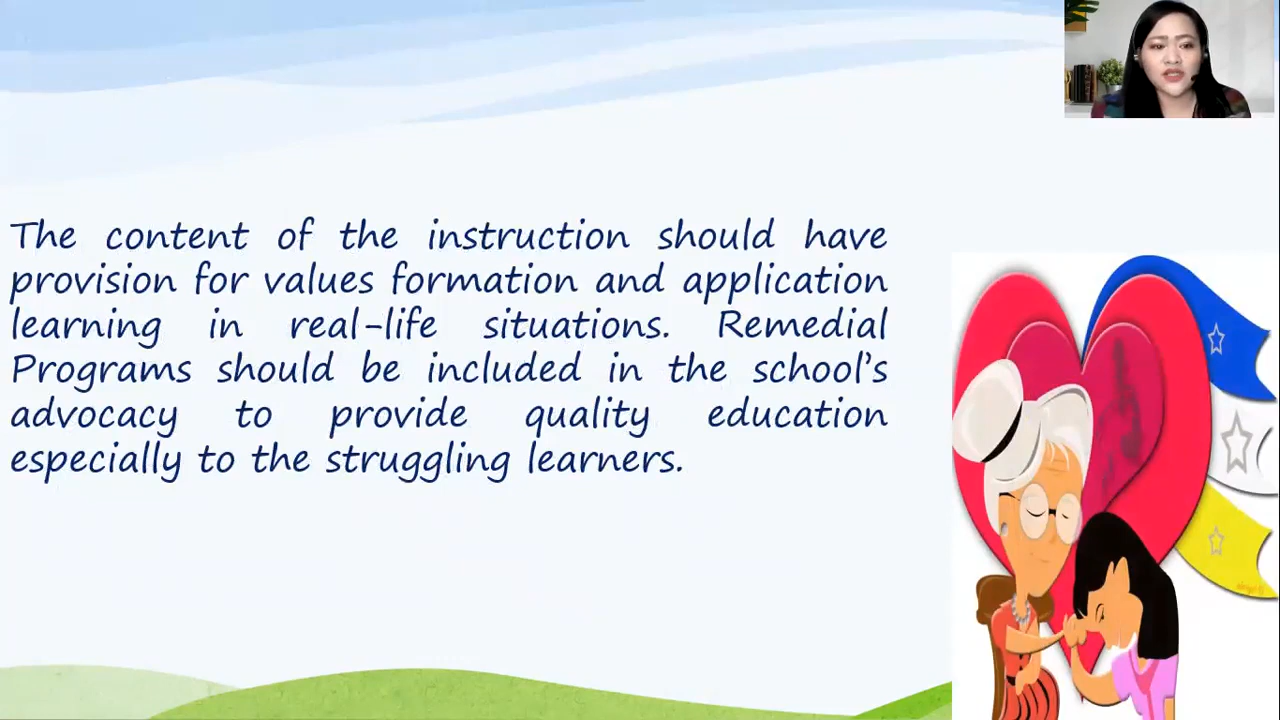 The content of the instruction should have
provision for values formation and application
learning in real-life situations. Remedial
Programs should be included in the school's
advocacy to provide quality education
especially to the struggling learners.